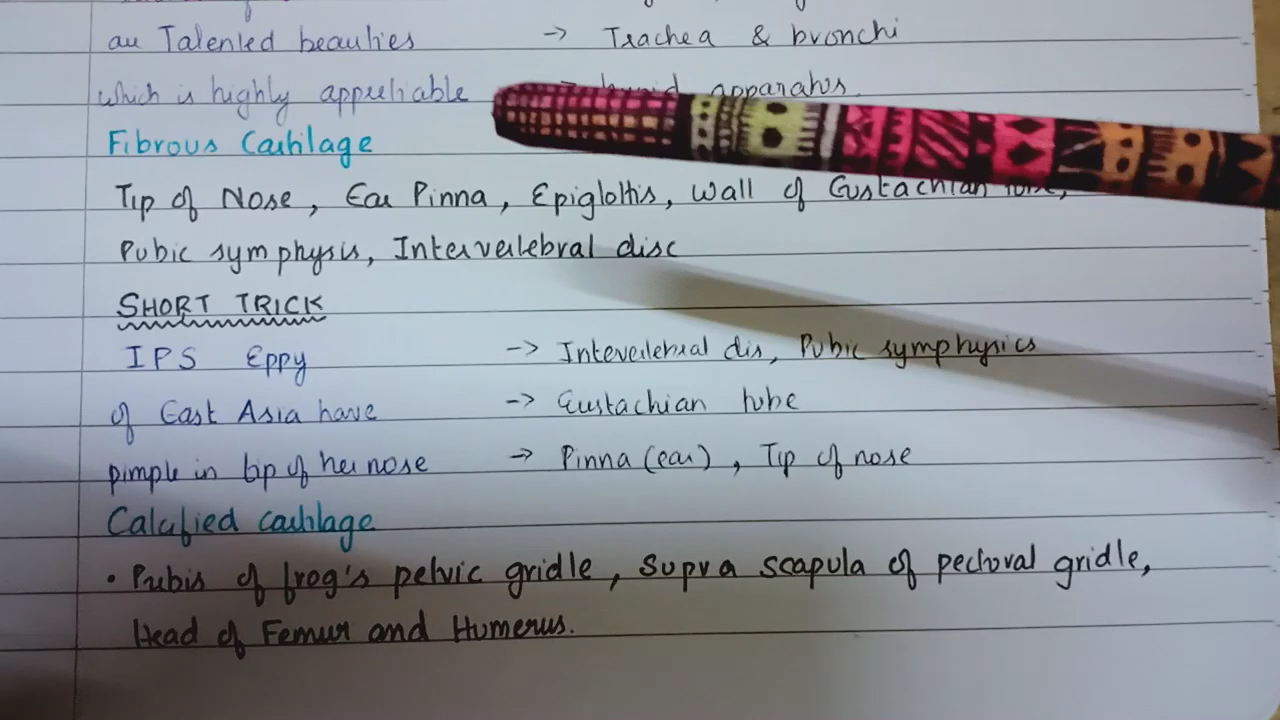 are Talented beauties → Trachea & bronchi
which is highly appreciable → hyoid apparatus.
Fibrous Cartilage
Tip of Nose, Ear Pinna, Epiglottis, Wall of Eustachian tube,
Pubic symphysis, Intervertebral disc
SHORT TRICK
IPS Eppy → Intervertebral dis, Pubic symphysics
of East Asia have → Eustachian tube
pimple in tip of her nose → Pinna (ear), Tip of nose
Calcified cartilage
• Pubis of frog's pelvic gridle, Supra scapula of pectoral gridle,
Head of Femur and Humerus.